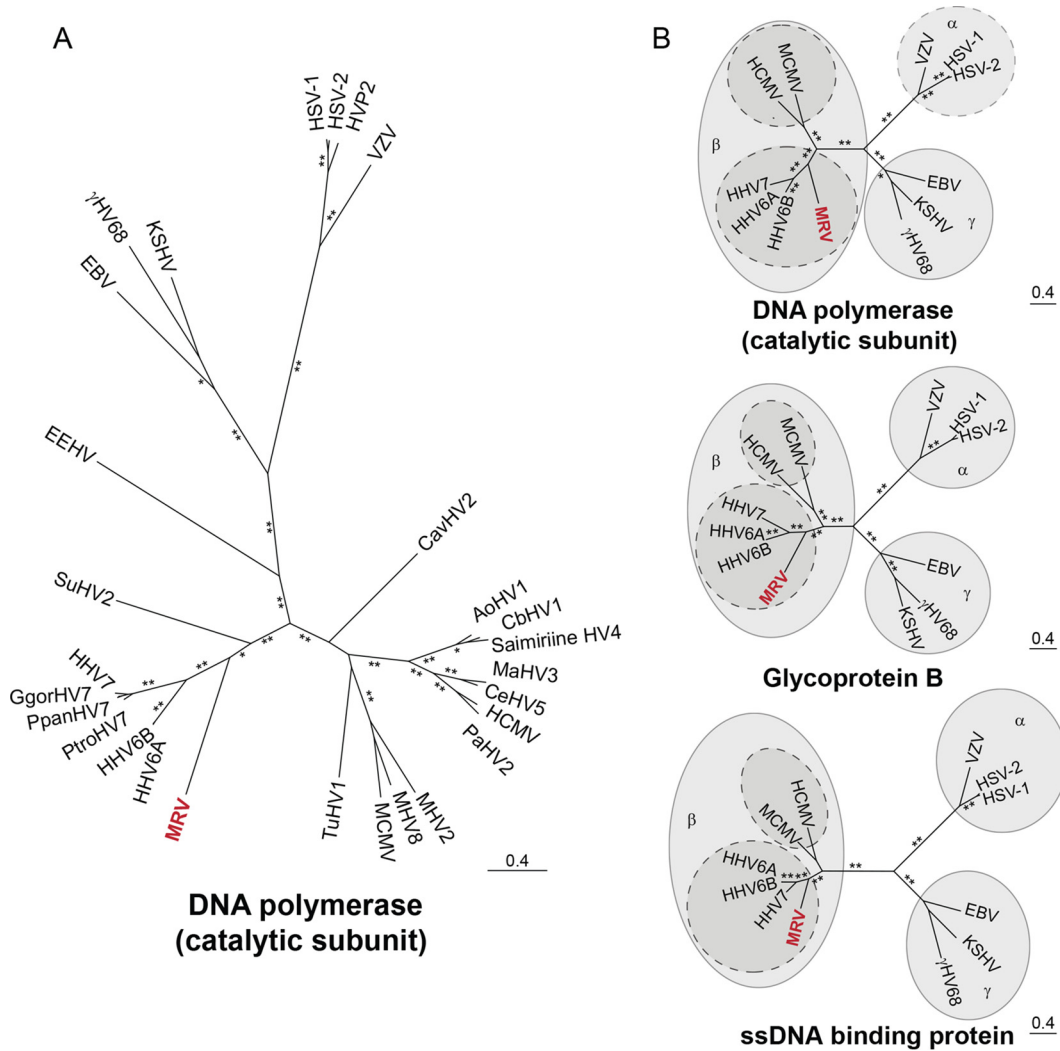 A
HSV-1
HSV-2
HVP2
VZV
γHV68
KSHV
EBV
**
**
**
*
**
EEHV
**
CavHV2
SuHV2
**
**
**
*
AoHV1
CbHV1
Saimiriine HV4
MaHV3
CeHV5
HCMV
PaHV2
**
**
*
**
**
**
HHV7
GgorHV7
PpanHV7
PtroHV7
HHV6B
HHV6A
**
**
**
MRV
TuHV1
MCMV
MHV8
MHV2
**
0.4
DNA polymerase
(catalytic subunit)
B
α
VZV
HSV-1
HSV-2
**
**
**
MCMV
HCMV
β
**
**
**
**
**
HHV7
HHV6A
HHV6B
MRV
**
*
EBV
KSHV
γHV68
γ
0.4
DNA polymerase
(catalytic subunit)
VZV
HSV-1
HSV-2
**
α
**
MCMV
HCMV
β
HHV7
HHV6A
HHV6B
**
**
**
**
**
MRV
**
**
EBV
γHV68
KSHV
γ
0.4
Glycoprotein B
α
VZV
HSV-2
HSV-1
**
**
HCMV
MCMV
β
HHV6A
HHV6B
HHV7
****
**
**
MRV
**
EBV
KSHV
γHV68
γ
0.4
ssDNA binding protein